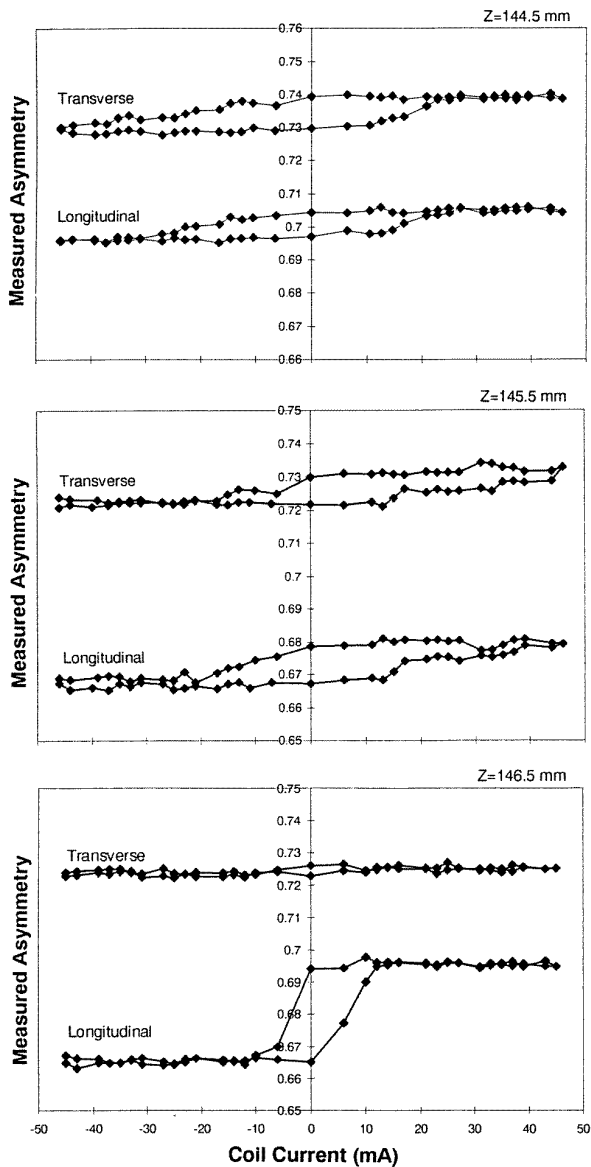 Z=144.5 mm
0.76
0.75
0.74
Transverse
0.73
0.72
0.71
Longitudinal
0.7
0.69
0.68
0.67
0.66
Measured Asymmetry
Z=145.5 mm
0.75
0.74
Transverse
0.73
0.72
0.71
0.7
0.69
0.68
Longitudinal
0.67
0.66
0.65
Measured Asymmetry
Z=146.5 mm
0.75
0.74
Transverse
0.73
0.72
0.71
0.7
0.69
0.68
Longitudinal
0.67
0.66
0.65
Measured Asymmetry
-50 -40 -30 -20 -10 0 10 20 30 40 50
Coil Current (mA)